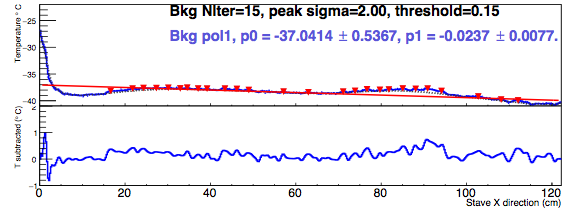 Bkg NIter=15, peak sigma=2.00, threshold=0.15
Bkg pol1, p0 = -37.0414 ± 0.5367, p1 = -0.0237 ± 0.0077.
Temperature ° C
−25
−30
−35
−40
T subtracted (° C)
2
1
0
−1
0 20 40 60 80 100 120
Stave X direction (cm)